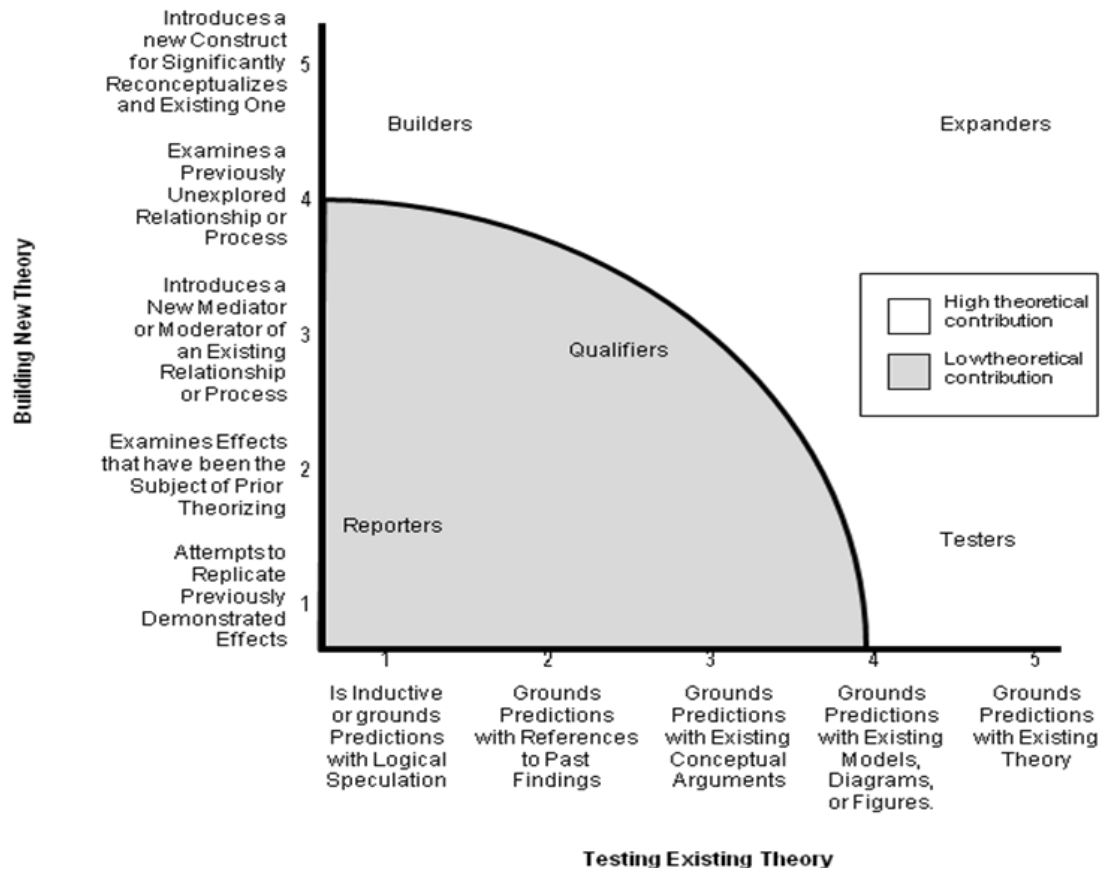 Introduces a
new Construct
for Significantly
Reconceptualizes
and Existing One
5
Builders
Expanders
Examines a
Previously
Unexplored
Relationship or
Process
4
Building New Theory
Introduces a
New Mediator
or Moderator of
an Existing
Relationship
or Process
3
Qualifiers
High theoretical
contribution
Lowtheoretical
contribution
Examines Effects
that have been the
Subject of Prior
Theorizing
2
Reporters
Testers
Attempts to
Replicate
Previously
Demonstrated
Effects
1
1
2
3
4
5
Is Inductive
or grounds
Predictions
with Logical
Speculation
Grounds
Predictions
with References
to Past
Findings
Grounds
Predictions
with Existing
Conceptual
Arguments
Grounds
Predictions
with Existing
Models,
Diagrams,
or Figures.
Grounds
Predictions
with Existing
Theory
Testing Existing Theory